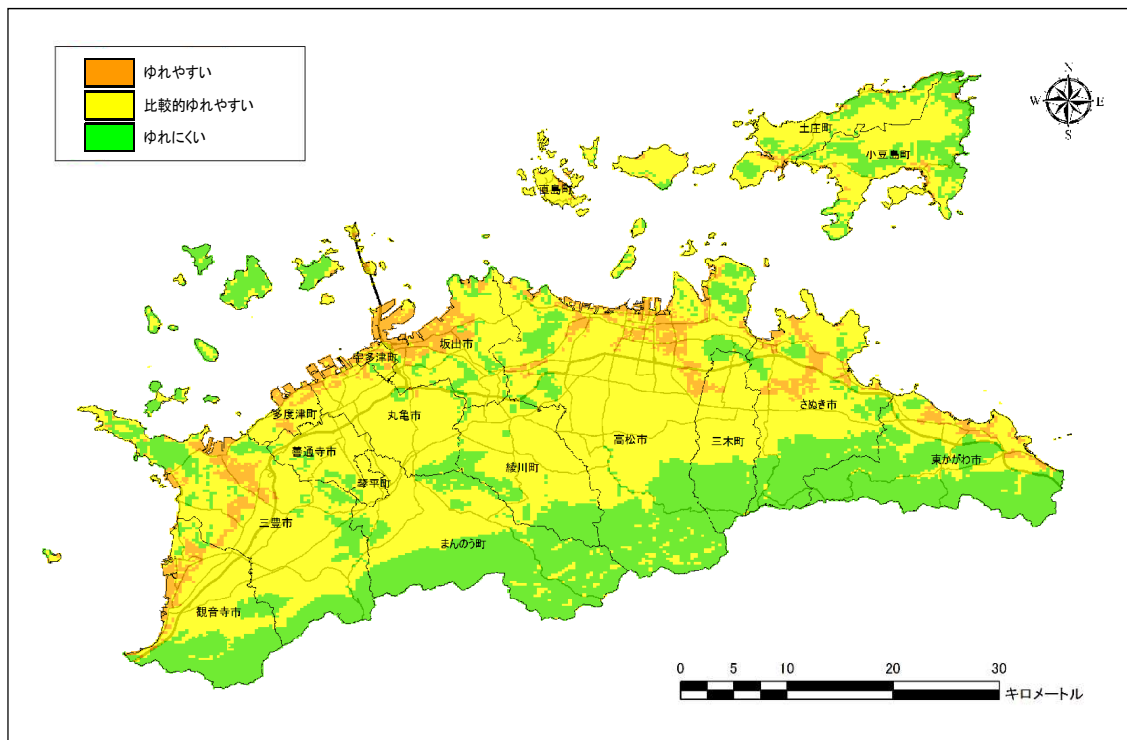 ゆれやすい
比較的ゆれやすい
ゆれにくい
N
W E
S
土庄町
小豆島町
直島町
坂出市
宇多津町
多度津町
丸亀市
善通寺市
琴平町
綾川町
高松市
三木町
さぬき市
東かがわ市
三豊市
まんのう町
観音寺市
0 5 10 20 30
キロメートル